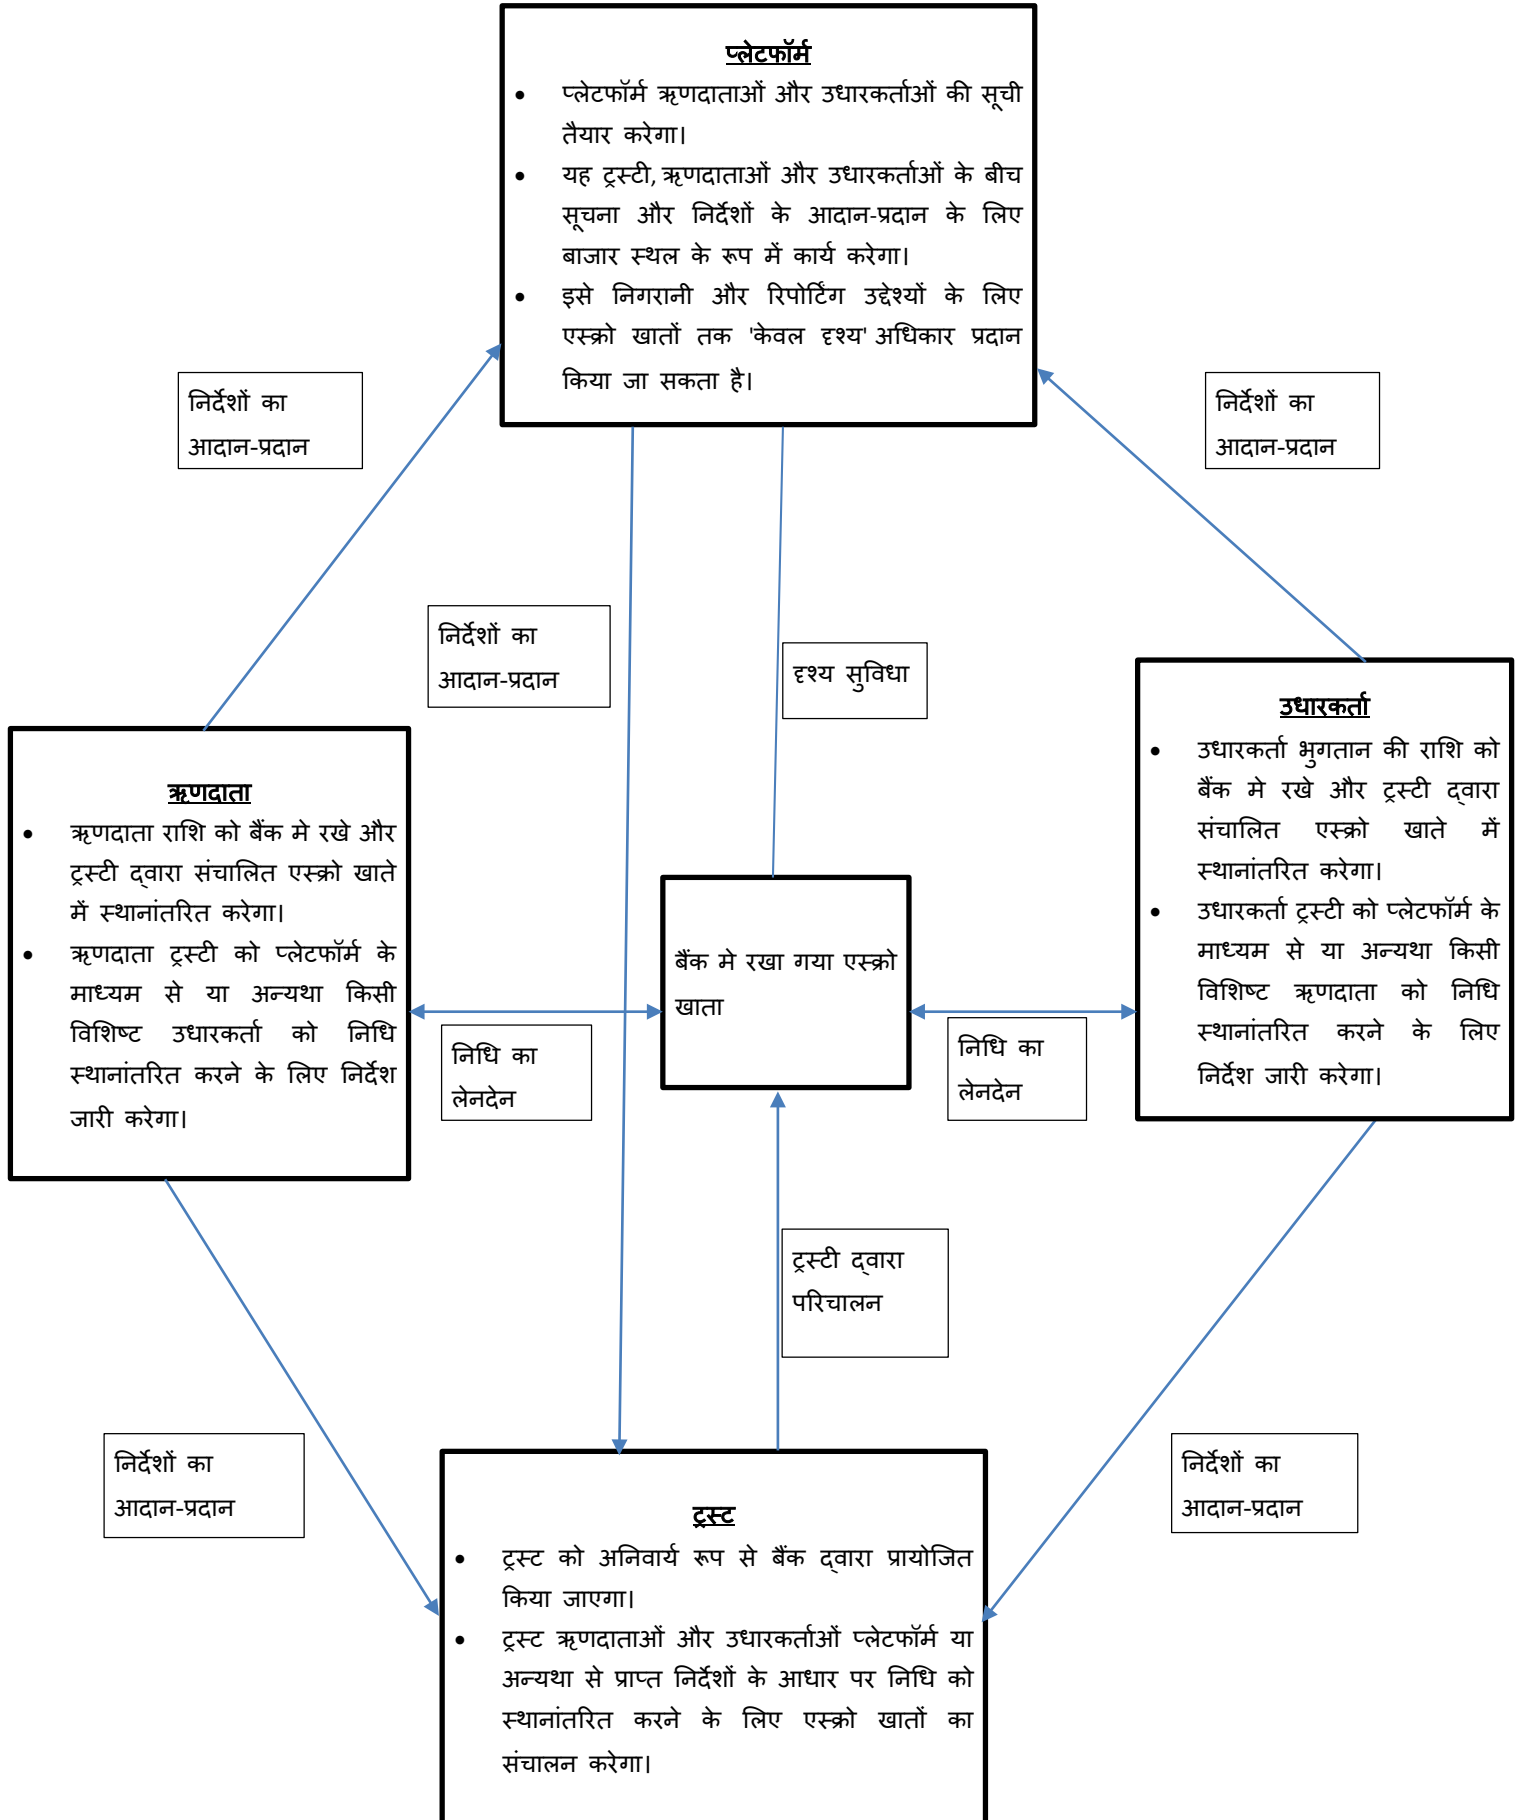 प्लेटफॉर्म
• प्लेटफॉर्म ऋणदाताओं और उधारकर्ताओं की सूची
तैयार करेगा।
• यह ट्रस्टी, ऋणदाताओं और उधारकर्ताओं के बीच
सूचना और निर्देशों के आदान-प्रदान के लिए
बाजार स्थल के रूप में कार्य करेगा।
• इसे निगरानी और रिपोर्टिंग उद्देश्यों के लिए
एस्क्रो खातों तक 'केवल दृश्य' अधिकार प्रदान
किया जा सकता है।
निर्देशों का
आदान-प्रदान
निर्देशों का
आदान-प्रदान
निर्देशों का
आदान-प्रदान
दृश्य सुविधा
ऋणदाता
• ऋणदाता राशि को बैंक मे रखे और
ट्रस्टी द्वारा संचालित एस्क्रो खाते
में स्थानांतरित करेगा।
• ऋणदाता ट्रस्टी को प्लेटफॉर्म के
माध्यम से या अन्यथा किसी
विशिष्ट उधारकर्ता को निधि
स्थानांतरित करने के लिए निर्देश
जारी करेगा।
निधि का
लेनदेन
बैंक मे रखा गया एस्क्रो
खाता
निधि का
लेनदेन
उधारकर्ता
• उधारकर्ता भुगतान की राशि को
बैंक मे रखे और ट्रस्टी द्वारा
संचालित एस्क्रो खाते में
स्थानांतरित करेगा।
• उधारकर्ता ट्रस्टी को प्लेटफॉर्म के
माध्यम से या अन्यथा किसी
विशिष्ट ऋणदाता को निधि
स्थानांतरित करने के लिए
निर्देश जारी करेगा।
ट्रस्टी द्वारा
परिचालन
निर्देशों का
आदान-प्रदान
निर्देशों का
आदान-प्रदान
ट्रस्ट
• ट्रस्ट को अनिवार्य रूप से बैंक द्वारा प्रायोजित
किया जाएगा।
• ट्रस्ट ऋणदाताओं और उधारकर्ताओं प्लेटफॉर्म या
अन्यथा से प्राप्त निर्देशों के आधार पर निधि को
स्थानांतरित करने के लिए एस्क्रो खातों का
संचालन करेगा।